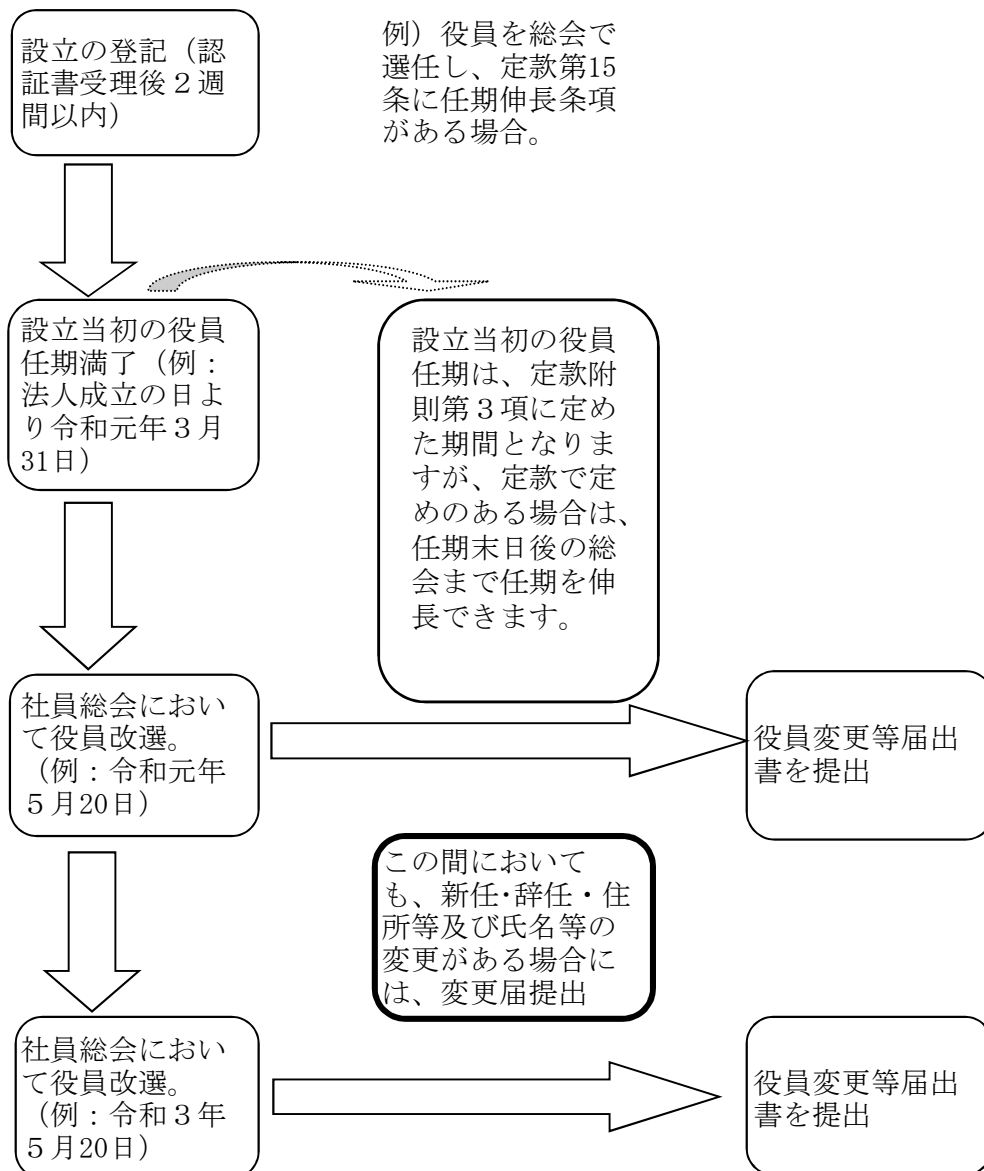 設立の登記（認
証書受理後２週
間以内）
例）役員を総会で
選任し、定款第15
条に任期伸長条項
がある場合。
設立当初の役員
任期満了（例：
法人成立の日よ
り令和元年３月
31日）
設立当初の役員
任期は、定款附
則第３項に定め
た期間となりま
すが、定款で定
めのある場合は、
任期末日後の総
会まで任期を伸
長できます。
社員総会におい
て役員改選。
（例：令和元年
５月20日）
役員変更等届出
書を提出
この間において
も、新任･辞任・住
所等及び氏名等の
変更がある場合に
は、変更届提出
社員総会におい
て役員改選。
（例：令和３年
５月20日）
役員変更等届出
書を提出